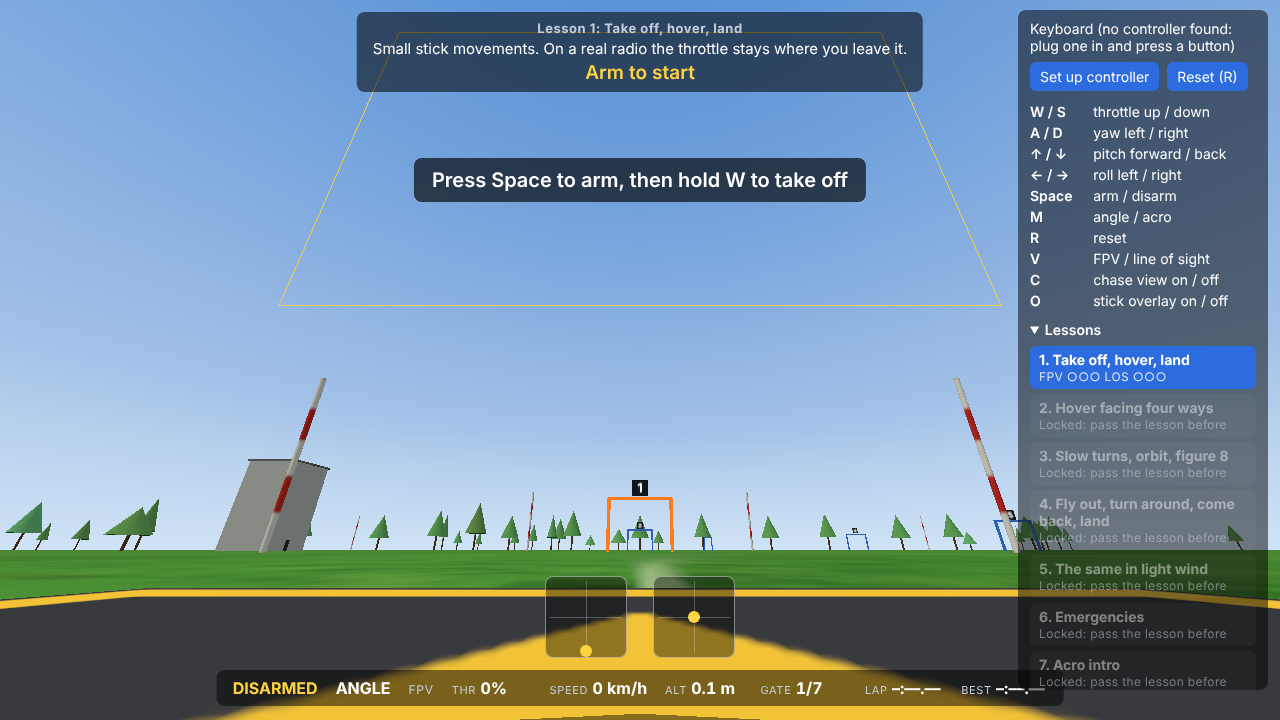 Lesson 1: Take off, hover, land
Small stick movements. On a real radio the throttle stays where you leave it.
Arm to start
Press Space to arm, then hold W to take off
Keyboard (no controller found:
plug one in and press a button)
Set up controller
Reset (R)
W / S throttle up / down
A / D yaw left / right
↑ / ↓ pitch forward / back
← / → roll left / right
Space arm / disarm
M angle / acro
R reset
V FPV / line of sight
C chase view on / off
O stick overlay on / off
▼ Lessons
1. Take off, hover, land
FPV ○○○ LOS ○○○
2. Hover facing four ways
Locked: pass the lesson before
3. Slow turns, orbit, figure 8
Locked: pass the lesson before
4. Fly out, turn around, come
back, land
Locked: pass the lesson before
5. The same in light wind
Locked: pass the lesson before
6. Emergencies
Locked: pass the lesson before
7. Acro intro
Locked: pass the lesson before
1
DISARMED ANGLE FPV THR 0% SPEED 0 km/h ALT 0.1 m GATE 1/7 LAP –:––.–– BEST –:––.––